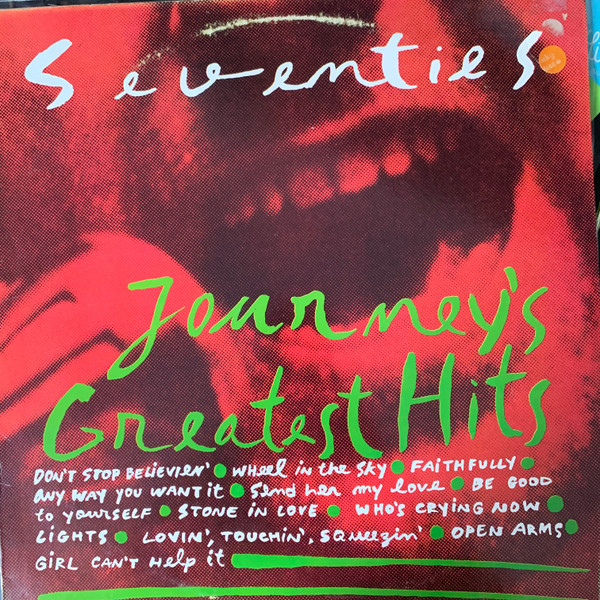 Seventies
Journey's
Greatest Hits
DON'T STOP BELIEVIEN' • WHEEL IN THE SKY • FAITHFULLY •
ANY WAY YOU WANT IT • SEND HER MY LOVE • BE GOOD
TO YOURSELF • STONE IN LOVE • WHO'S CRYING NOW •
LIGHTS • LOVIN', TOUCHIN', SQUEEZIN' • OPEN ARMS •
GIRL CAN'T HELP IT